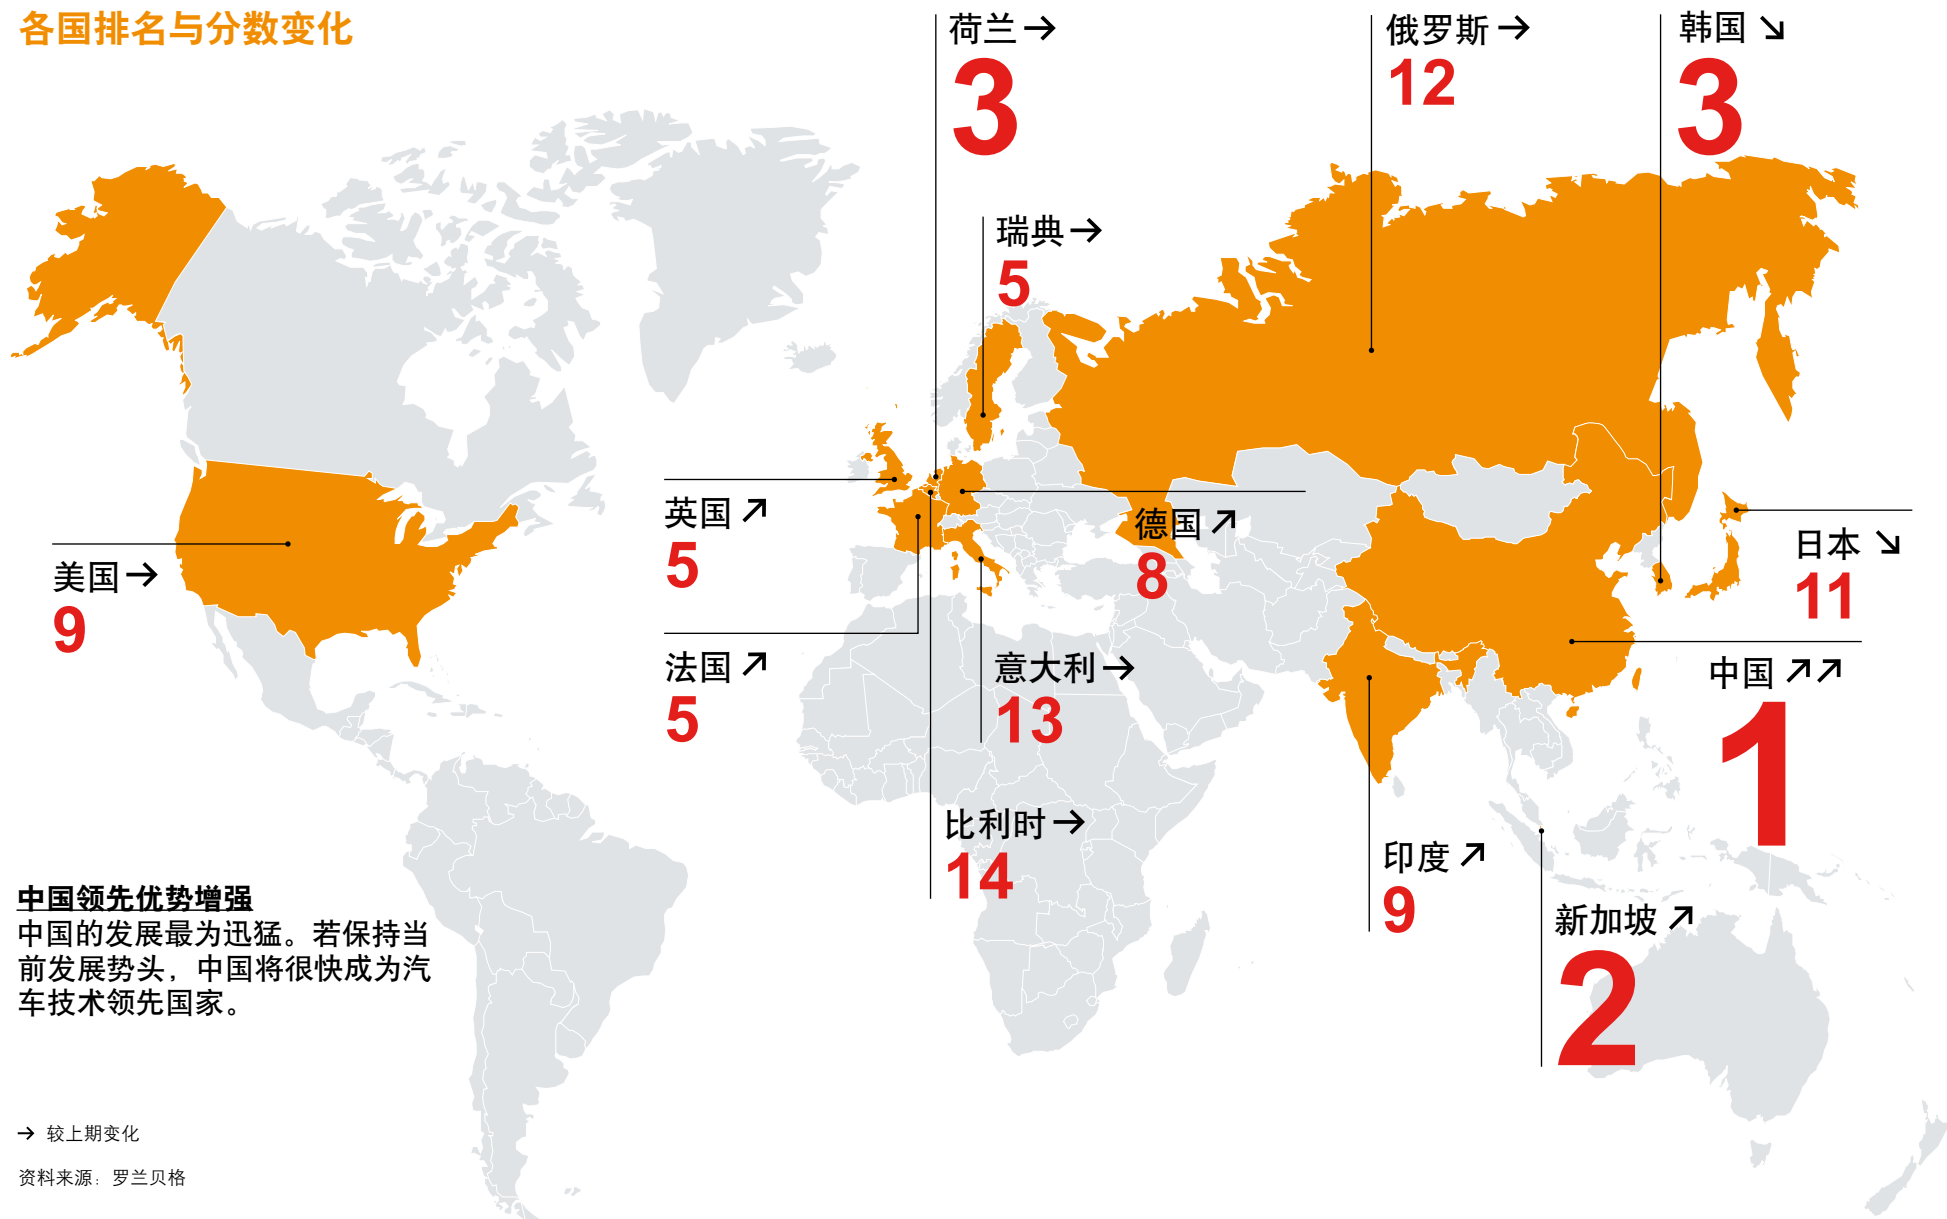 各国排名与分数变化
荷兰→
3
俄罗斯→
12
韩国↘
3
瑞典→
5
英国↗
5
德国↗
8
日本↘
11
美国→
9
法国↗
5
意大利→
13
中国↗↗
1
比利时→
14
印度↗
9
新加坡↗
2
中国领先优势增强
中国的发展最为迅猛。若保持当
前发展势头，中国将很快成为汽
车技术领先国家。
→ 较上期变化
资料来源：罗兰贝格